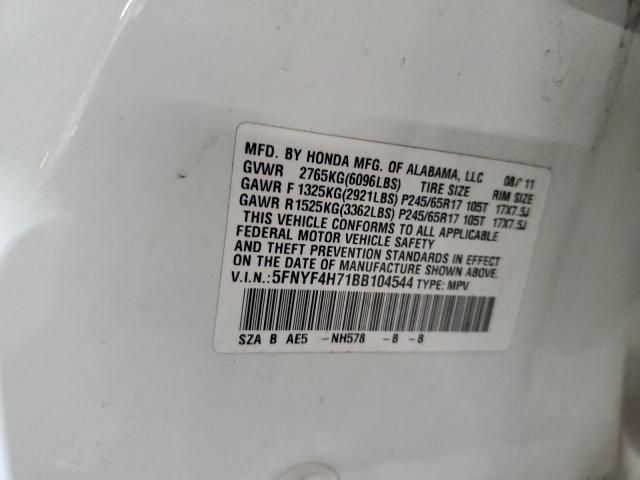 MFD. BY HONDA MFG. OF ALABAMA, LLC 08/'11
GVWR 2765KG(6096LBS) TIRE SIZE RIM SIZE
GAWR F 1325KG(2921LBS) P245/65R17 105T 17X7.5J
GAWR R1525KG(3362LBS) P245/65R17 105T 17X7.5J
THIS VEHICLE CONFORMS TO ALL APPLICABLE
FEDERAL MOTOR VEHICLE SAFETY
AND THEFT PREVENTION STANDARDS IN EFFECT
ON THE DATE OF MANUFACTURE SHOWN ABOVE.
V.I.N.:5FNYF4H71BB104544 TYPE: MPV
SZA B AE5 -NH578 -B -B